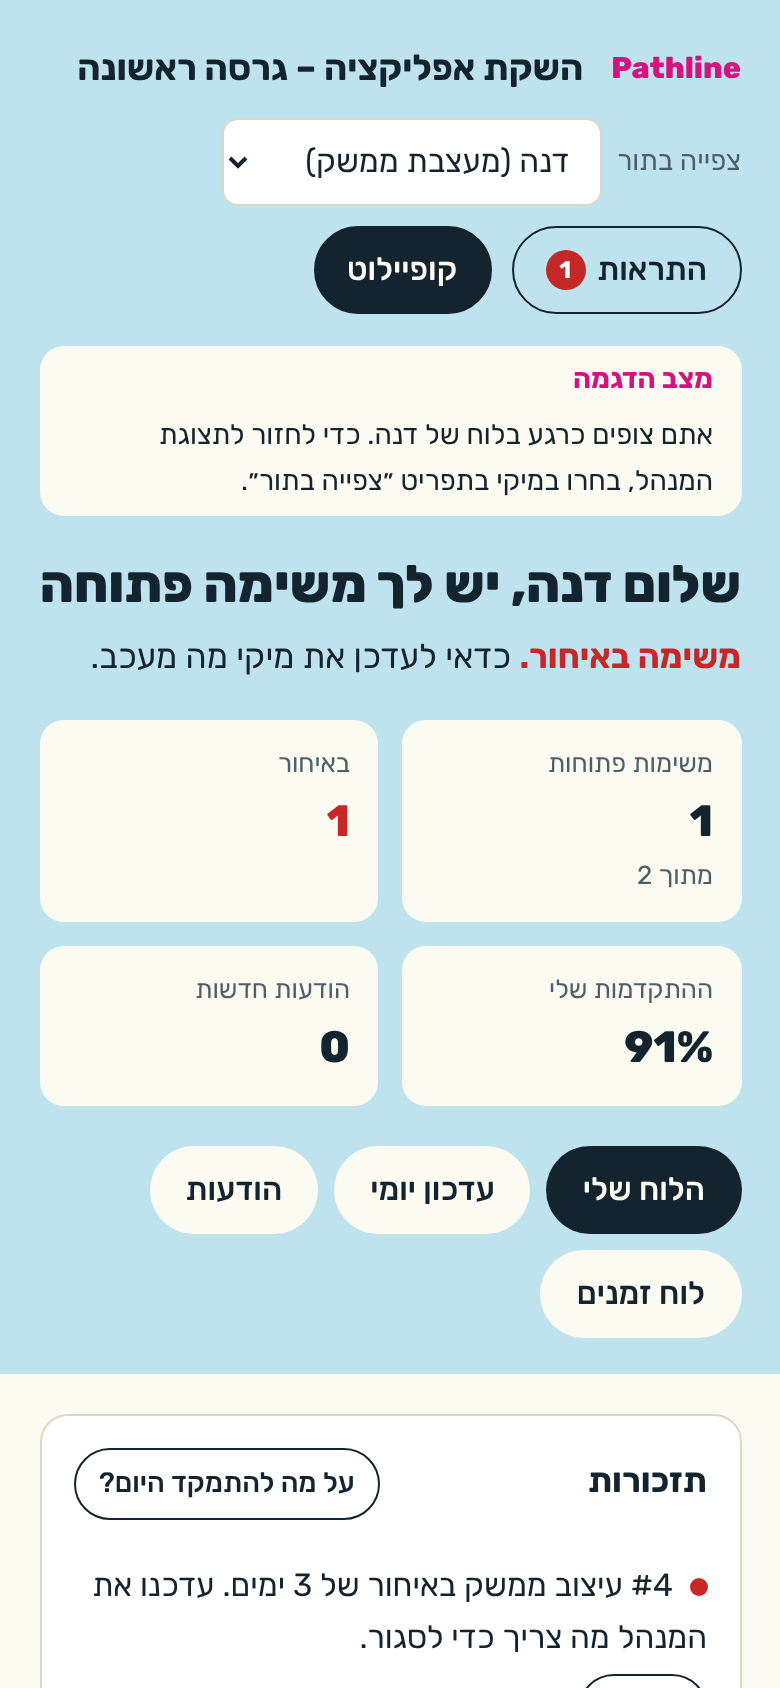 Pathline השקת אפליקציה – גרסה ראשונה
צפייה בתור דנה (מעצבת ממשק)
התראות 1 קופיילוט
מצב הדגמה
אתם צופים כרגע בלוח של דנה. כדי לחזור לתצוגת
המנהל, בחרו במיקי בתפריט ״צפייה בתור״.
שלום דנה, יש לך משימה פתוחה
משימה באיחור. כדאי לעדכן את מיקי מה מעכב.
משימות פתוחות
1
מתוך 2
באיחור
1
ההתקדמות שלי
91%
הודעות חדשות
0
הלוח שלי עדכון יומי הודעות
לוח זמנים
תזכורות על מה להתמקד היום?
#4 עיצוב ממשק באיחור של 3 ימים. עדכנו את
המנהל מה צריך כדי לסגור.